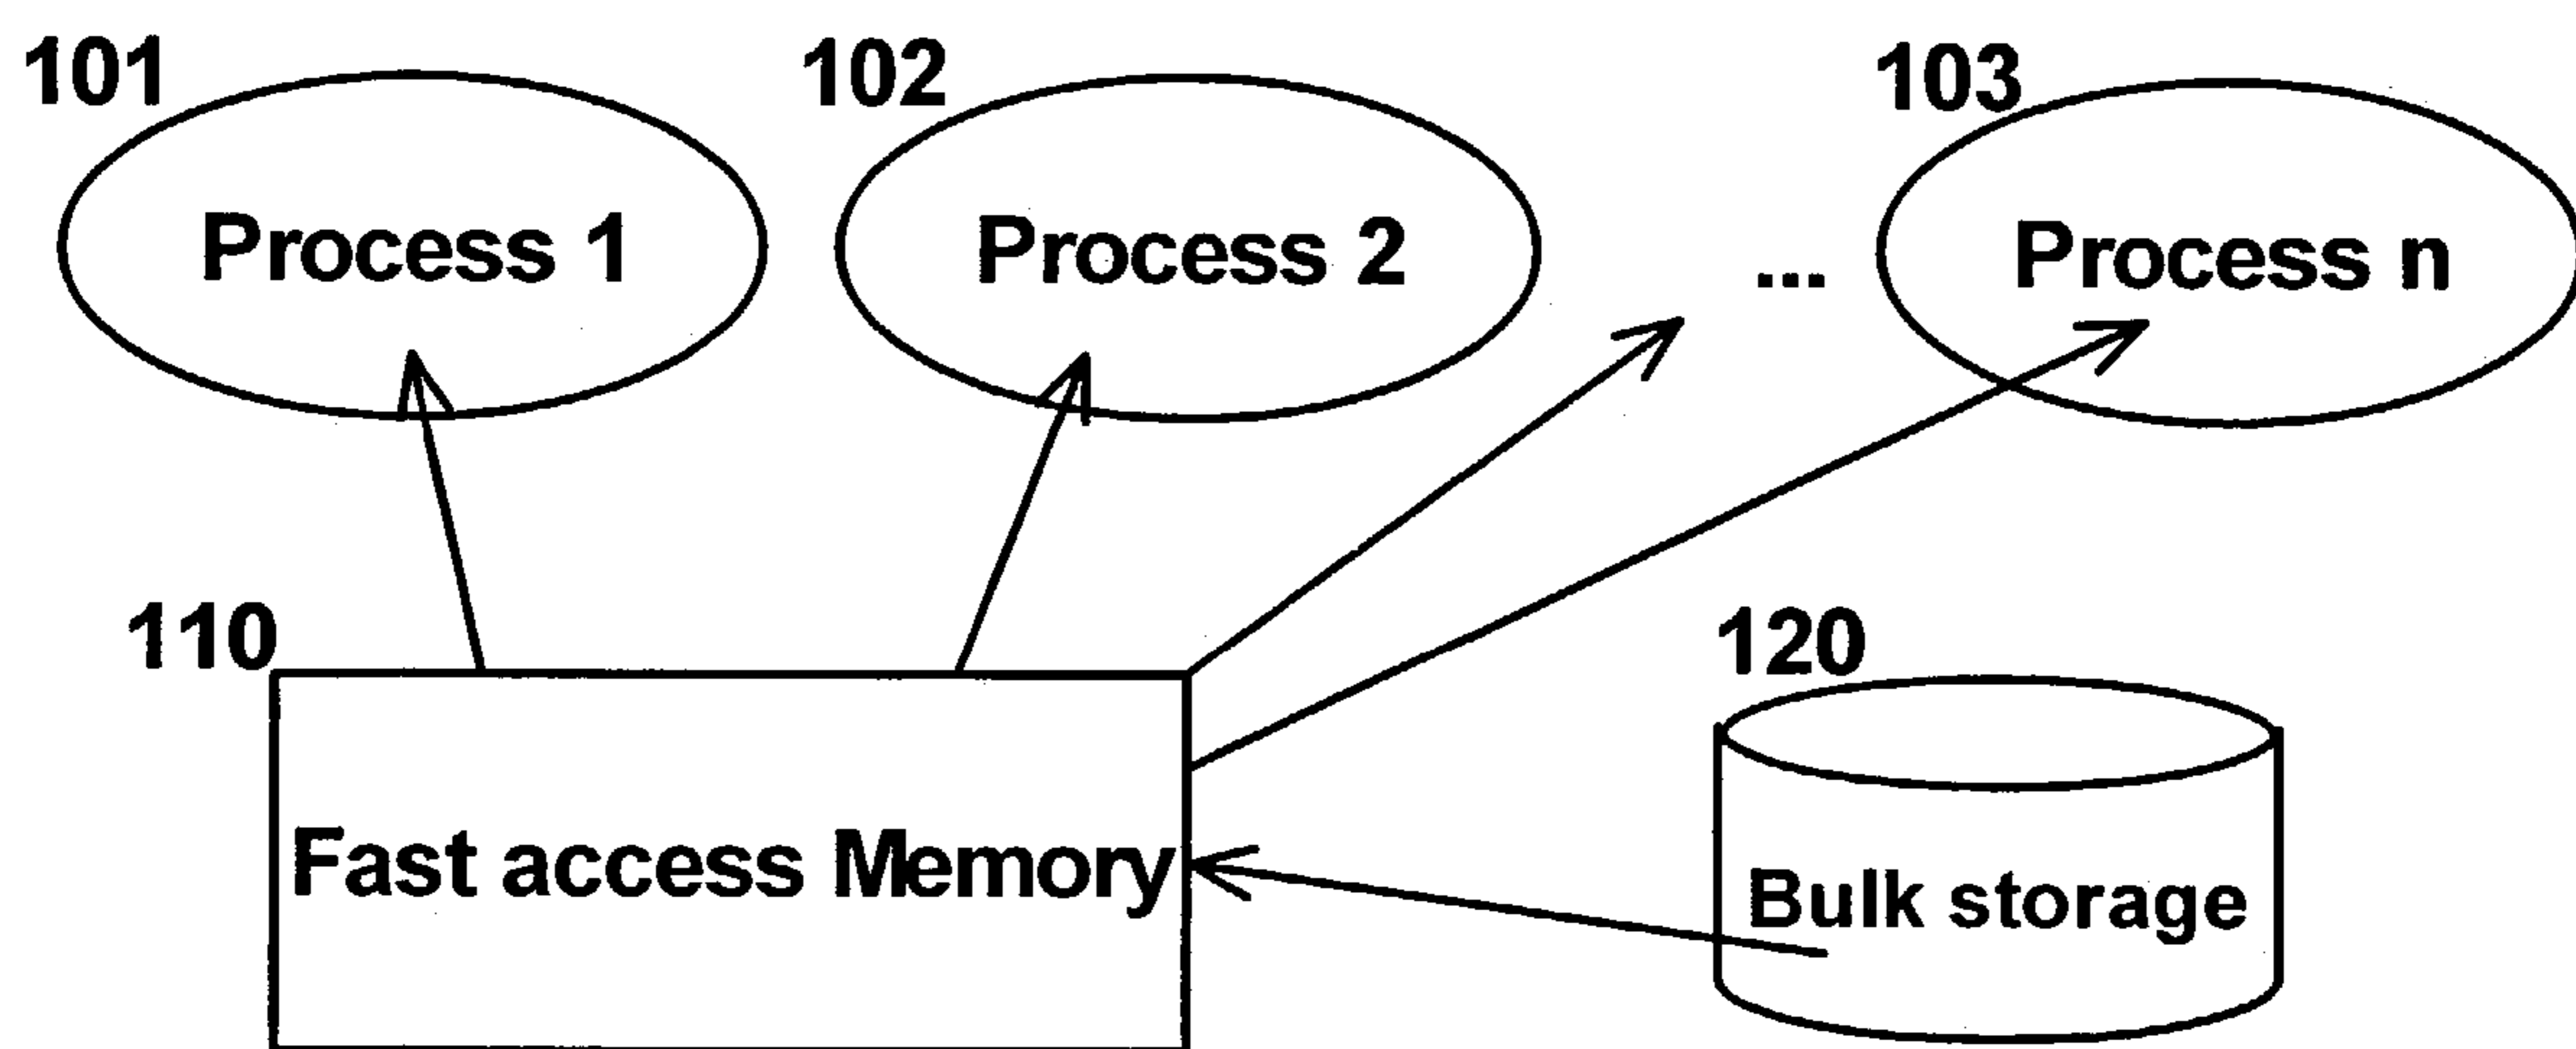 101
102
103
Process 1
Process 2
...
Process n
110
120
Fast access Memory
Bulk storage